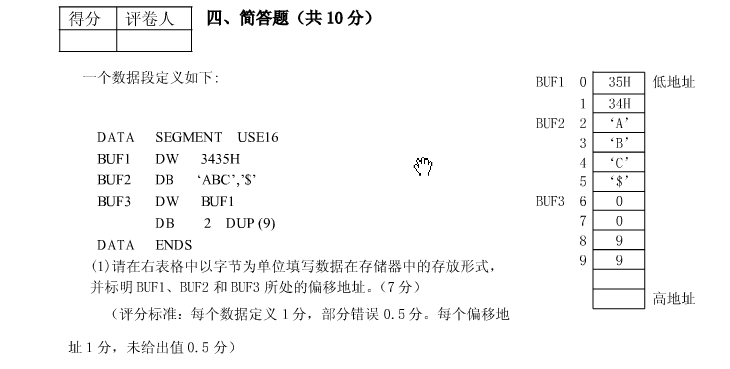 得分 评卷人 四、简答题（共10分）
一个数据段定义如下:
DATA SEGMENT USE16
BUF1 DW 3435H
BUF2 DB ‘ABC’,’$’
BUF3 DW BUF1
DB 2 DUP (9)
DATA ENDS
(1)请在右表格中以字节为单位填写数据在存储器中的存放形式，
并标明BUF1、BUF2 和 BUF3 所处的偏移地址。（7 分）
（评分标准：每个数据定义 1 分，部分错误 0.5 分。每个偏移地
址 1 分，未给出值 0.5 分）
BUF1 0 35H 低地址
1 34H
BUF2 2 ‘A’
3 ‘B’
4 ‘C’
5 ‘$’
BUF3 6 0
7 0
8 9
9 9
高地址